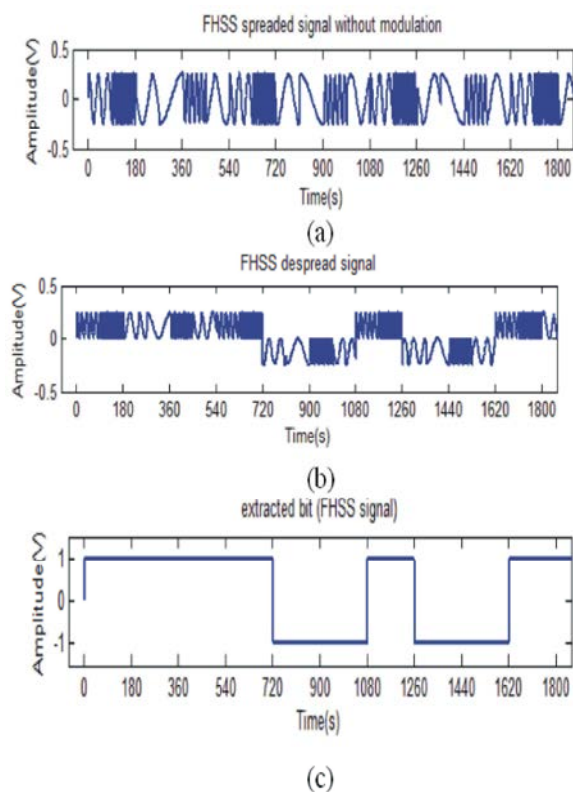 FHSS spreaded signal without modulation
0.5
0
-0.5
Amplitude(V)
0 180 360 540 720 900 1080 1260 1440 1620 1800
Time(s)
(a)
FHSS despread signal
0.5
0
-0.5
Amplitude(V)
0 180 360 540 720 900 1080 1260 1440 1620 1800
Time(s)
(b)
extracted bit (FHSS signal)
1
0
-1
Amplitude(V)
0 180 360 540 720 900 1080 1260 1440 1620 1800
Time(s)
(c)